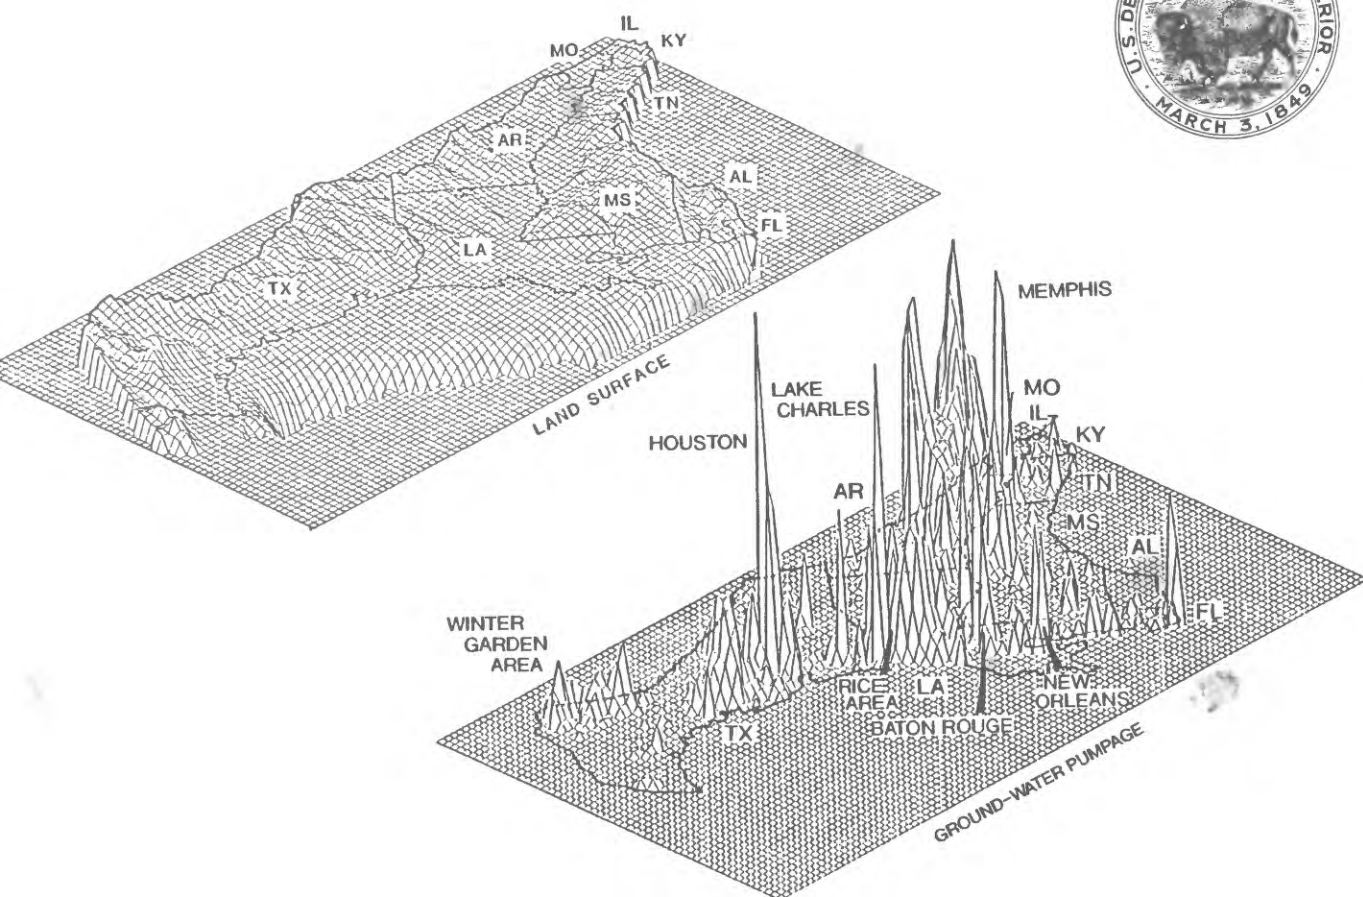 IL
MO
KY
TN
AR
AL
MS
FL
LA
TX
LAND SURFACE
U.S.
MARCH 3, 1849
MEMPHIS
LAKE
CHARLES
HOUSTON
MO
IL
KY
AR
TN
MS
AL
FL
WINTER
GARDEN
AREA
RICE
AREA
LA
NEW
ORLEANS
BATON ROUGE
TX
GROUND-WATER PUMPAGE